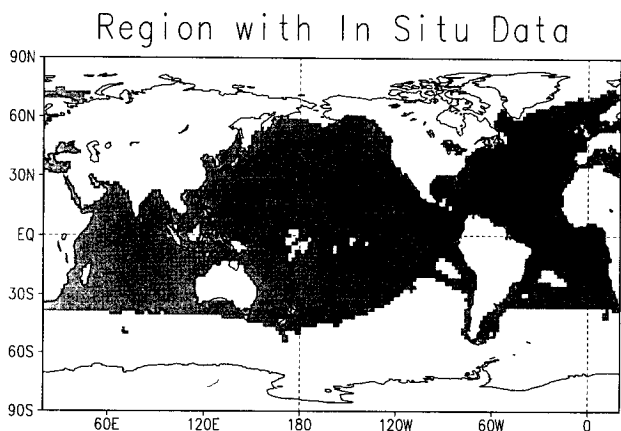 Region with In Situ Data
90N
60N
30N
EQ
30S
60S
90S
60E 120E 180 120W 60W 0